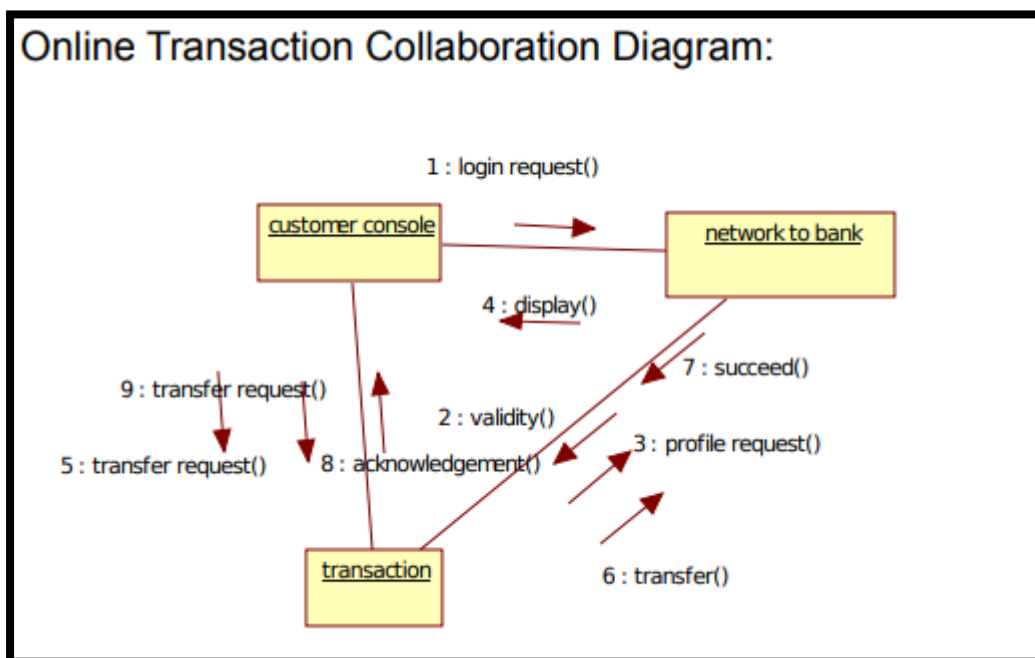 Online Transaction Collaboration Diagram:
1 : login request()
customer console
network to bank
4 : display()
7 : succeed()
9 : transfer request()
2 : validity()
3 : profile request()
5 : transfer request()
8 : acknowledgement()
transaction
6 : transfer()